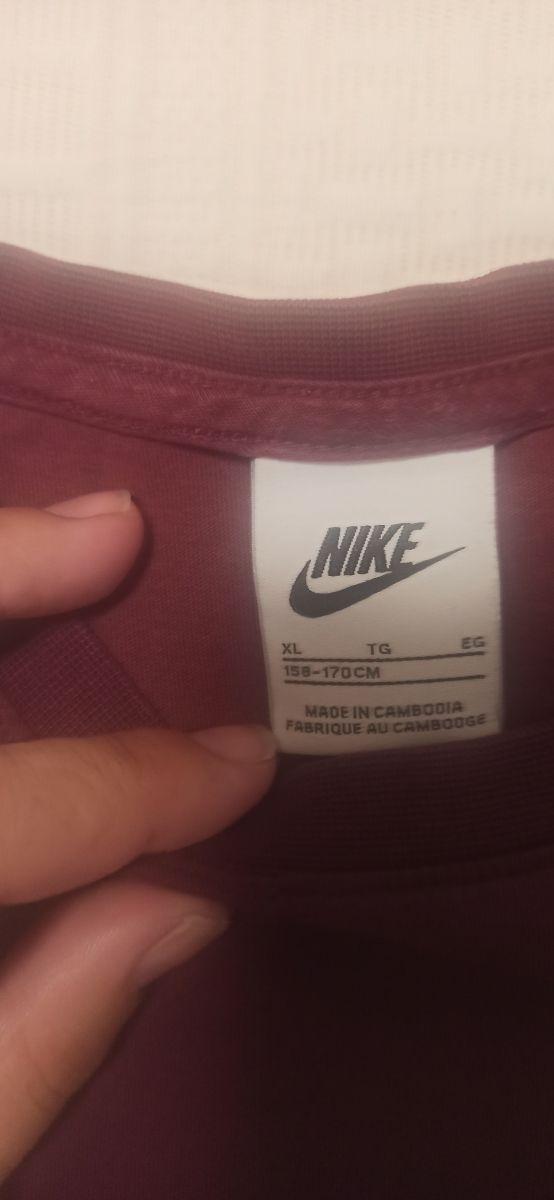 NIKE
XL TG EG
158-170CM
MADE IN CAMBODIA
FABRIQUE AU CAMBODGE